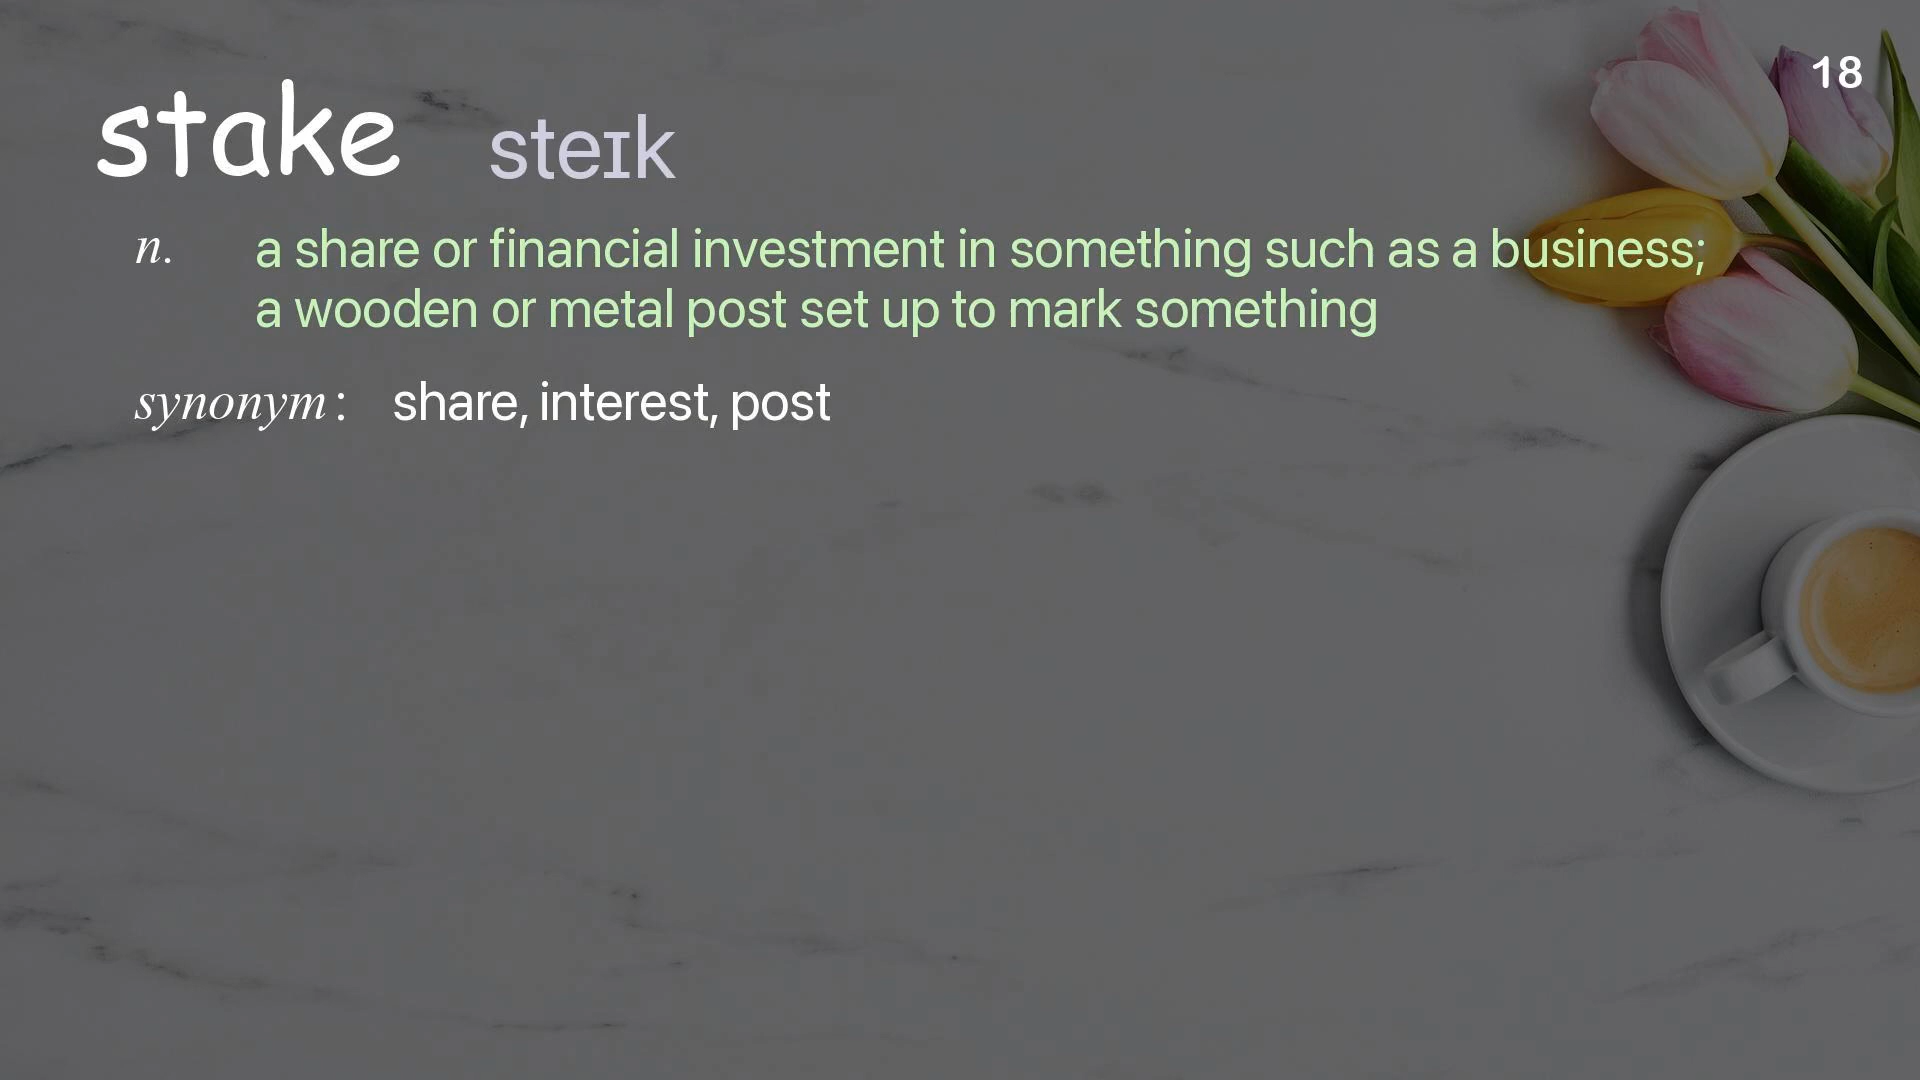 18
stake steɪk
n. a share or financial investment in something such as a business;
a wooden or metal post set up to mark something
synonym: share, interest, post